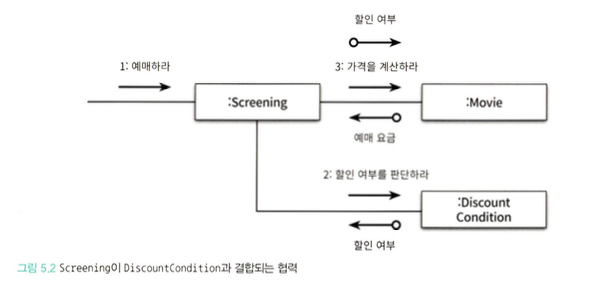 할인 여부
1: 예매하라
3: 가격을 계산하라
:Screening
:Movie
예매 요금
2: 할인 여부를 판단하라
:Discount
Condition
할인 여부
그림 5.2 Screening이 DiscountCondition과 결합되는 협력